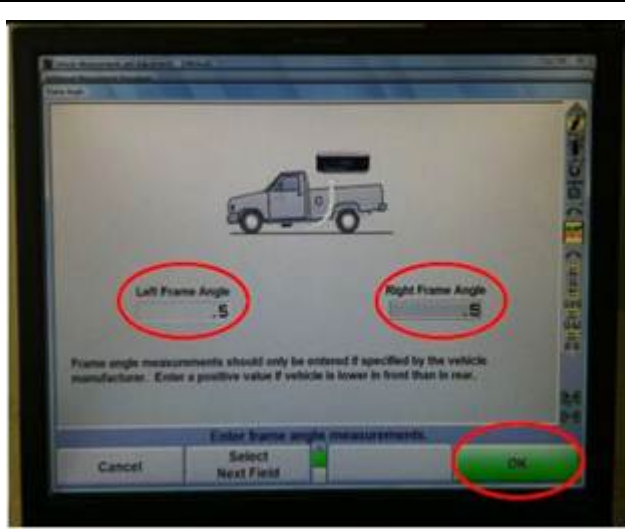 Left Frame Angle
Right Frame Angle
.5
.5
Frame angle measurements should only be entered if specified by the vehicle
manufacturer. Enter a positive value if vehicle is lower in front than in rear.
Enter frame angle measurements.
Cancel
Select
Next Field
OK